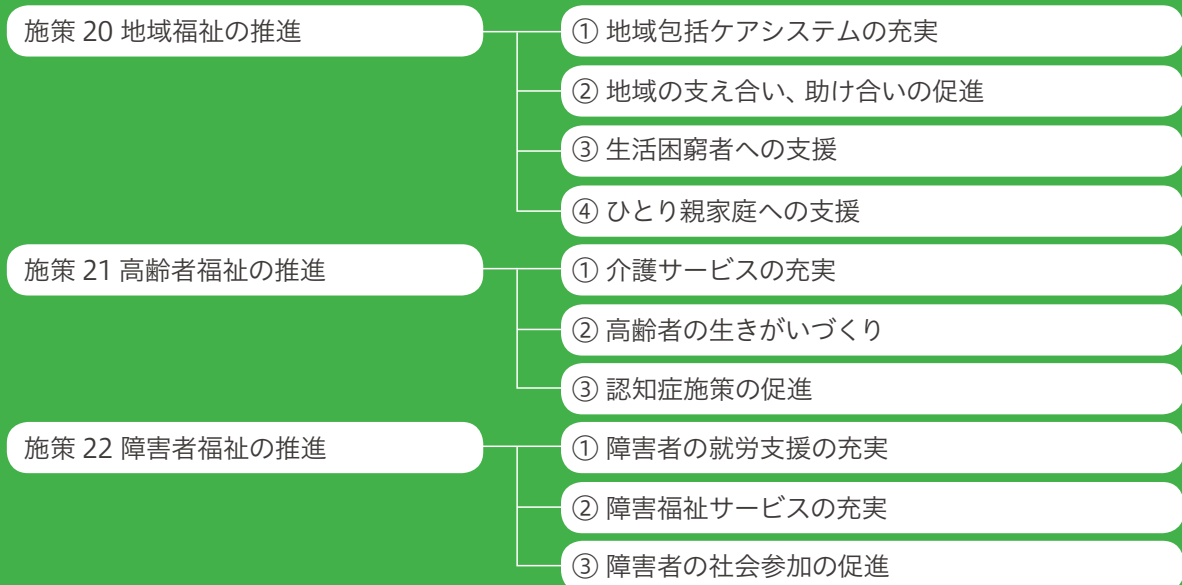 施策 20 地域福祉の推進
① 地域包括ケアシステムの充実
② 地域の支え合い、助け合いの促進
③ 生活困窮者への支援
④ ひとり親家庭への支援
施策 21 高齢者福祉の推進
① 介護サービスの充実
② 高齢者の生きがいづくり
③ 認知症施策の促進
施策 22 障害者福祉の推進
① 障害者の就労支援の充実
② 障害福祉サービスの充実
③ 障害者の社会参加の促進